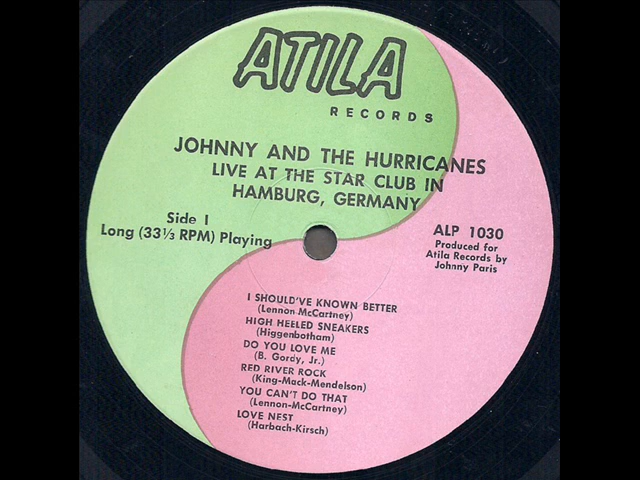 ATILA
RECORDS
JOHNNY AND THE HURRICANES
LIVE AT THE STAR CLUB IN
HAMBURG, GERMANY
Side I
Long (33⅓ RPM) Playing
ALP 1030
Produced for
Atila Records by
Johnny Paris
I SHOULD'VE KNOWN BETTER
(Lennon-McCartney)
HIGH HEELED SNEAKERS
(Higgenbotham)
DO YOU LOVE ME
(B. Gordy, Jr.)
RED RIVER ROCK
(King-Mack-Mendelson)
YOU CAN'T DO THAT
(Lennon-McCartney)
LOVE NEST
(Harbach-Kirsch)